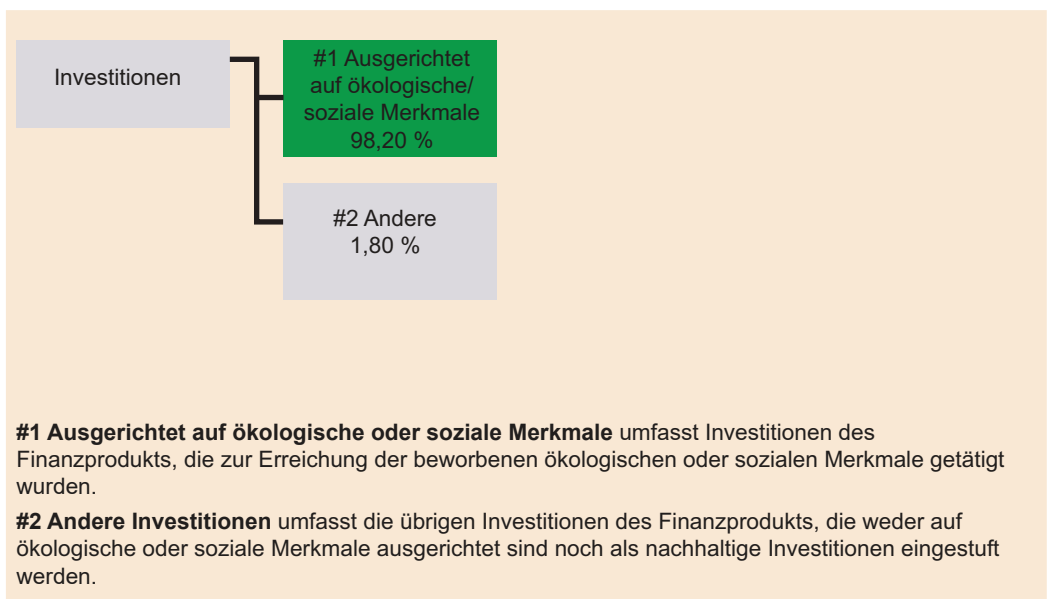 Investitionen
#1 Ausgerichtet
auf ökologische/
soziale Merkmale
98,20 %
#2 Andere
1,80 %
#1 Ausgerichtet auf ökologische oder soziale Merkmale umfasst Investitionen des
Finanzprodukts, die zur Erreichung der beworbenen ökologischen oder sozialen Merkmale getätigt
wurden.
#2 Andere Investitionen umfasst die übrigen Investitionen des Finanzprodukts, die weder auf
ökologische oder soziale Merkmale ausgerichtet sind noch als nachhaltige Investitionen eingestuft
werden.